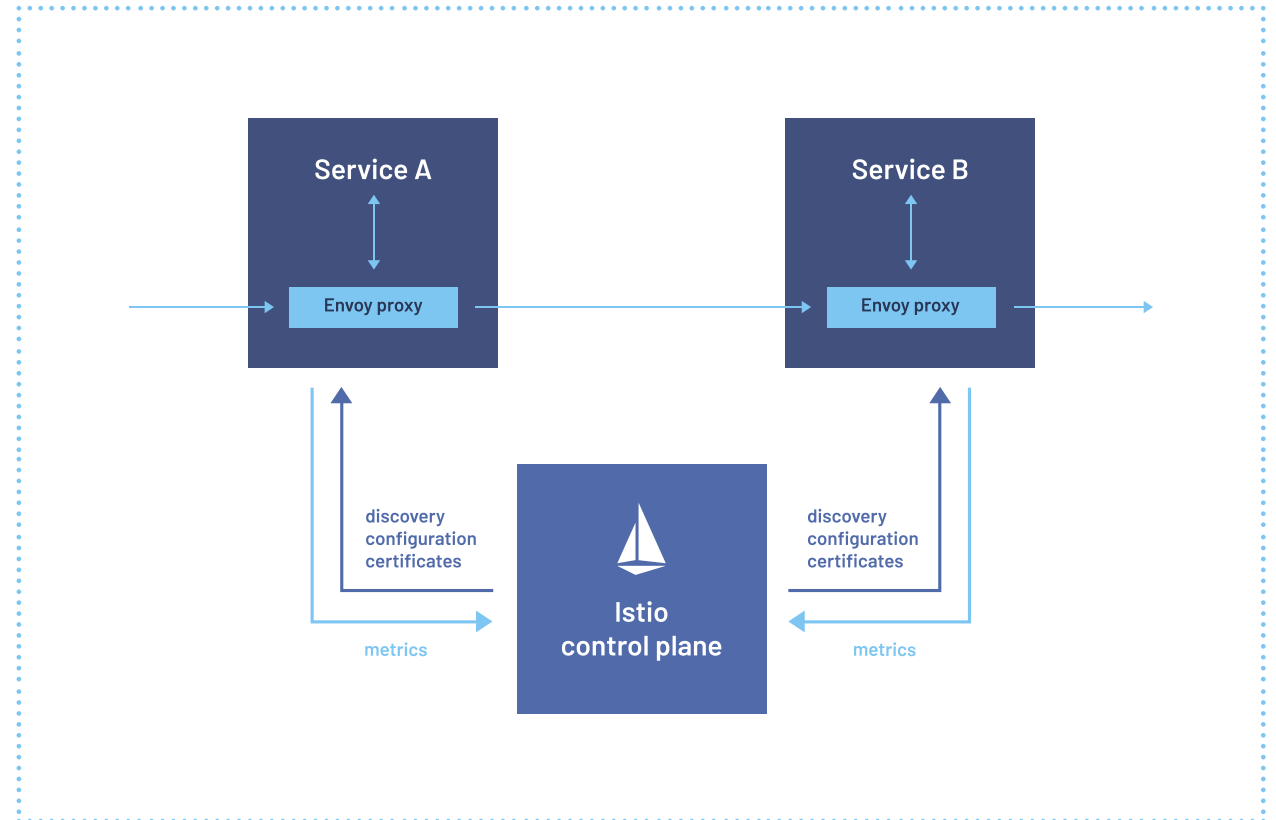 Service A
Service B
Envoy proxy
Envoy proxy
discovery
configuration
certificates
discovery
configuration
certificates
Istio
control plane
metrics
metrics